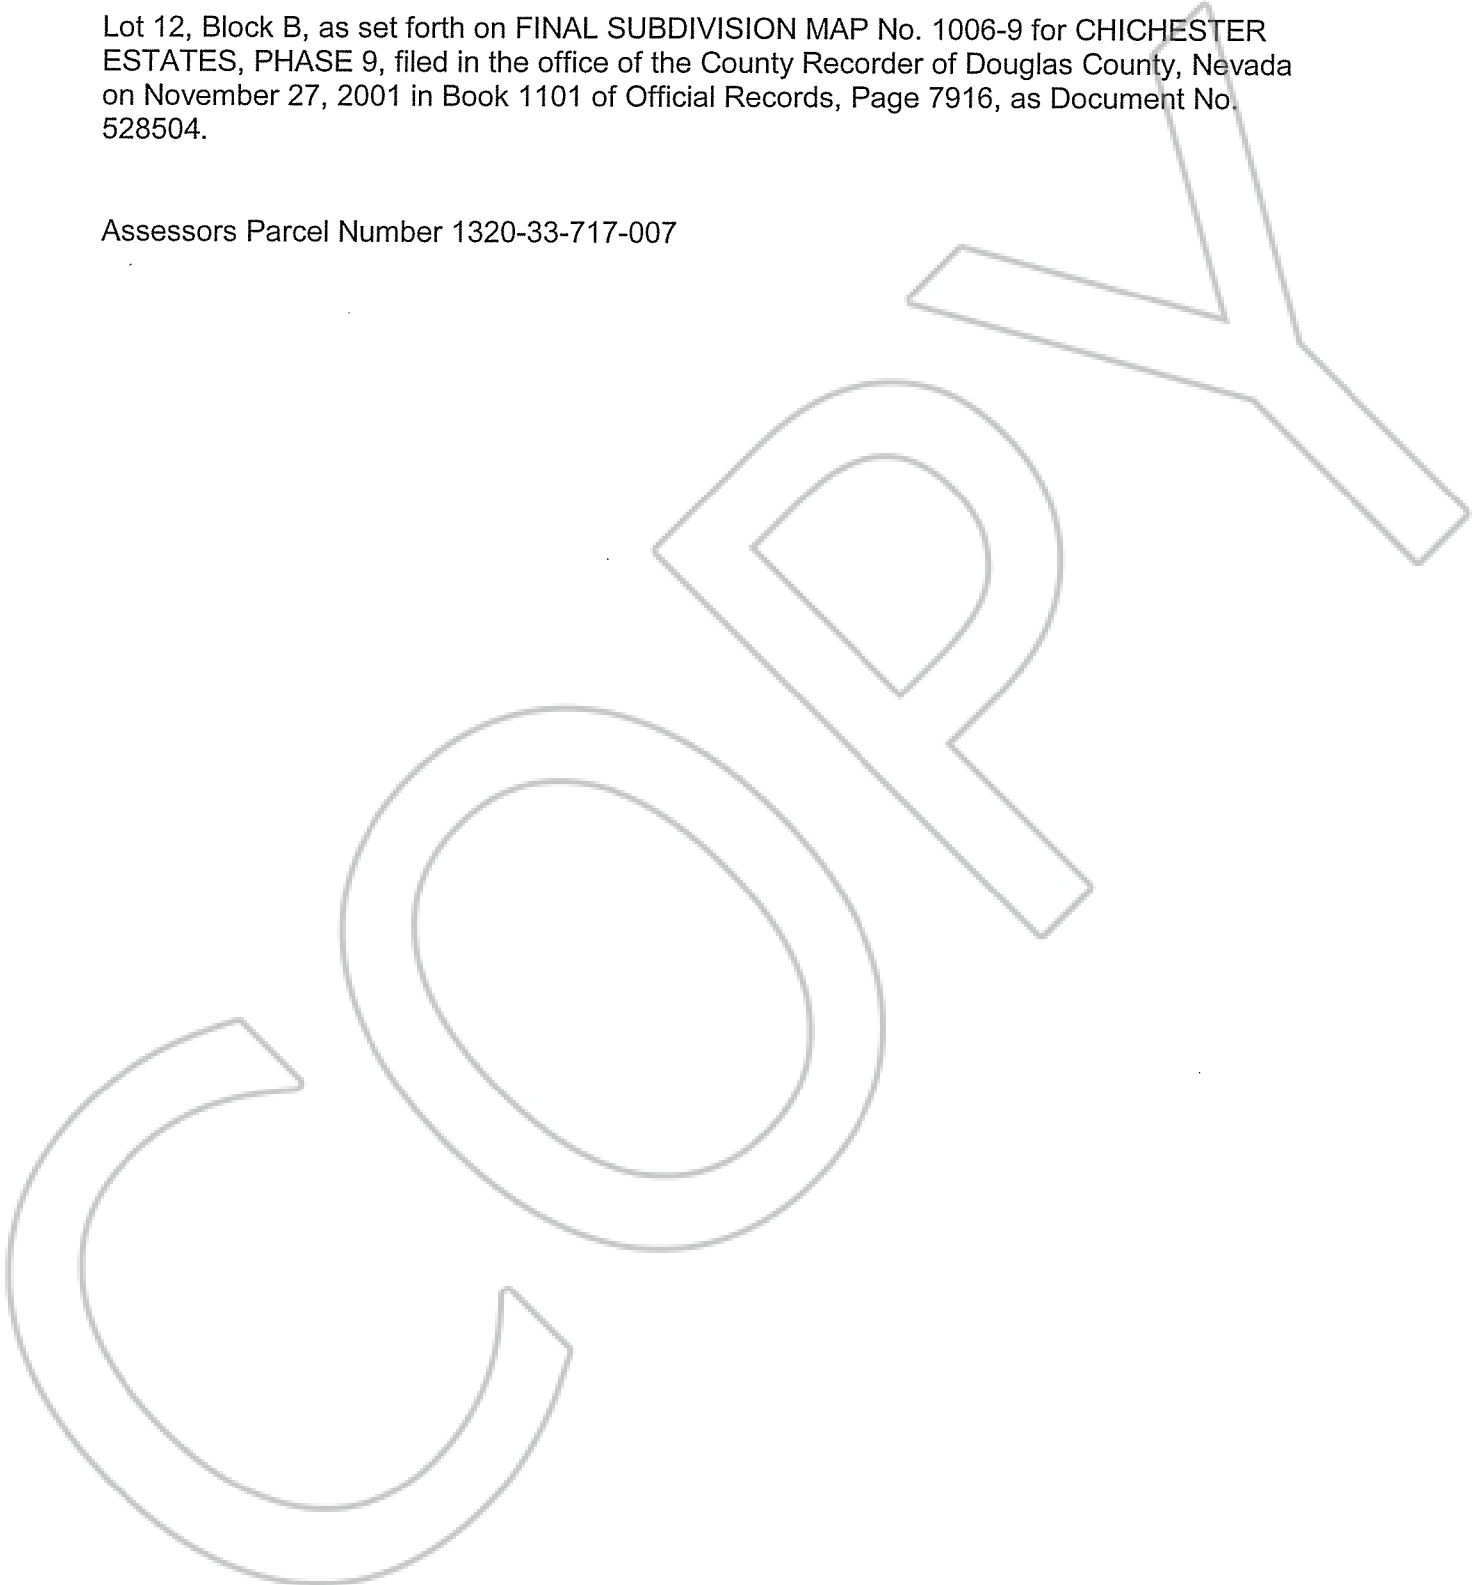 Lot 12, Block B, as set forth on FINAL SUBDIVISION MAP No. 1006-9 for CHICHESTER
ESTATES, PHASE 9, filed in the office of the County Recorder of Douglas County, Nevada
on November 27, 2001 in Book 1101 of Official Records, Page 7916, as Document No.
528504.
Assessors Parcel Number 1320-33-717-007
COPY